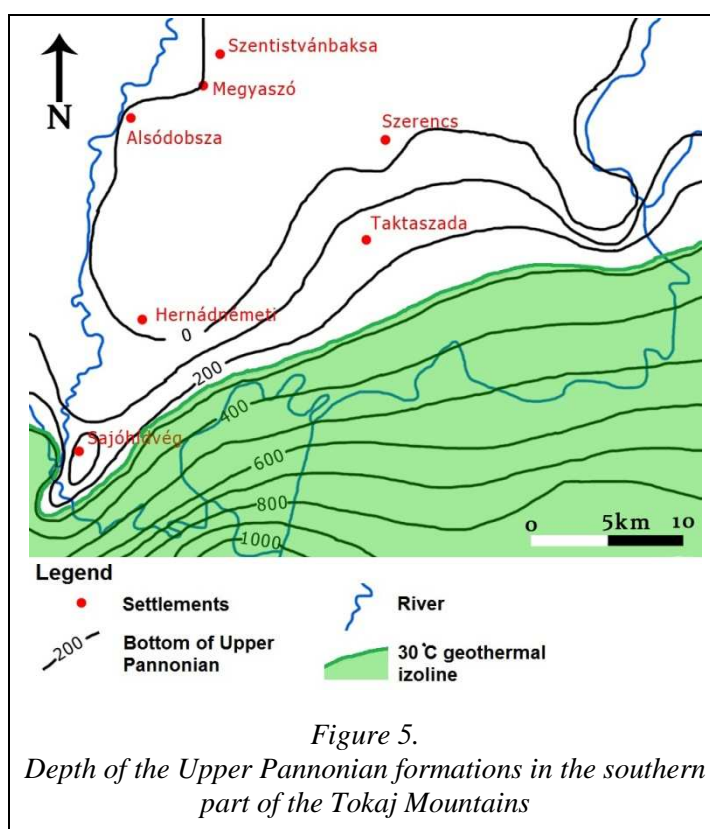 Szentistvánbaksa
N
Megyaszó
Alsódobsza
Szerencs
Taktaszada
Hernádnémeti
0
200
400
Sajóhídvég
600
800
1000
0 5km 10
Legend
Settlements
River
-200-
Bottom of Upper
Pannonian
30°C geothermal
izoline
Figure 5.
Depth of the Upper Pannonian formations in the southern
part of the Tokaj Mountains